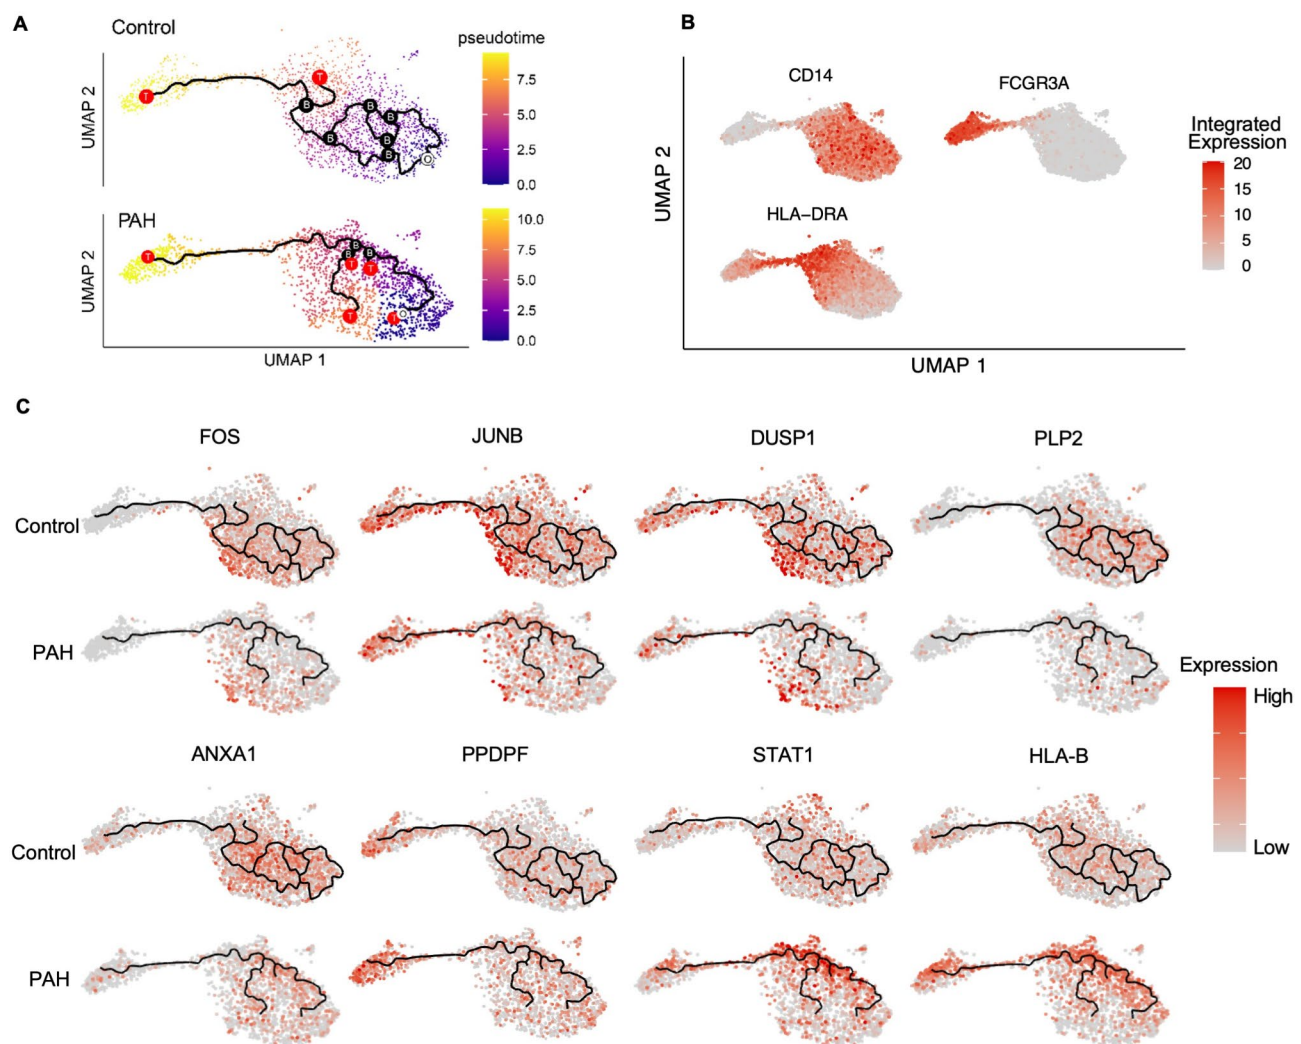 A
Control
pseudotime
UMAP 2
7.5
5.0
2.5
0.0
T
T
B
B
B
B
B
B
O
PAH
UMAP 2
10.0
7.5
5.0
2.5
0.0
T
B
B
B
T
T
T
T
O
UMAP 1
B
CD14
FCGR3A
HLA–DRA
UMAP 2
UMAP 1
Integrated
Expression
20
15
10
5
0
C
FOS JUNB DUSP1 PLP2
Control
PAH
ANXA1 PPDPF STAT1 HLA-B
Control
PAH
Expression
High
Low